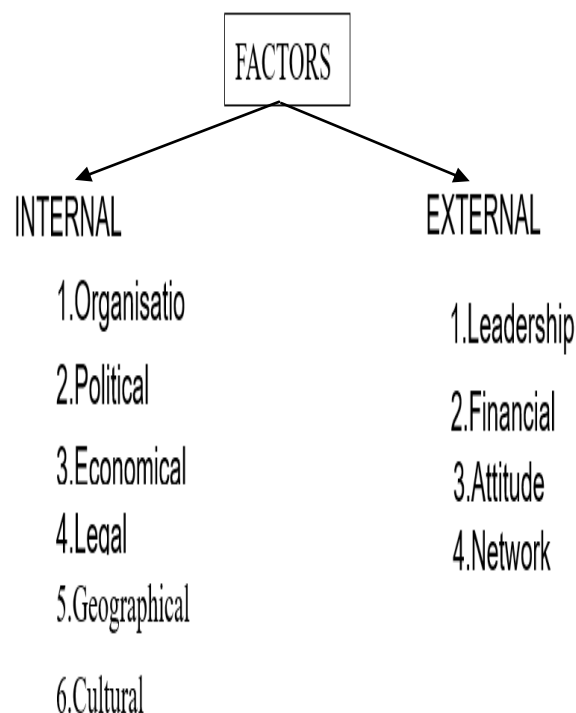 FACTORS
INTERNAL
1.Organisatio
2.Political
3.Economical
4.Legal
5.Geographical
6.Cultural
EXTERNAL
1.Leadership
2.Financial
3.Attitude
4.Network